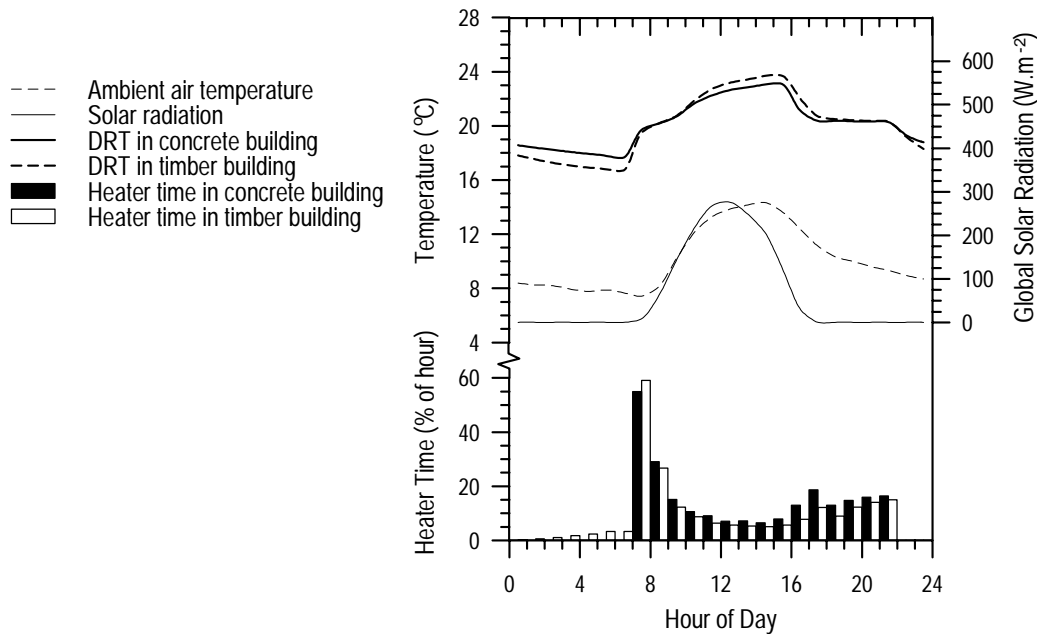 Ambient air temperature
Solar radiation
DRT in concrete building
DRT in timber building
Heater time in concrete building
Heater time in timber building
Temperature (°C)
28
24
20
16
12
8
4
Global Solar Radiation (W.m-2)
600
500
400
300
200
100
0
Heater Time (% of hour)
60
40
20
0
0 4 8 12 16 20 24
Hour of Day